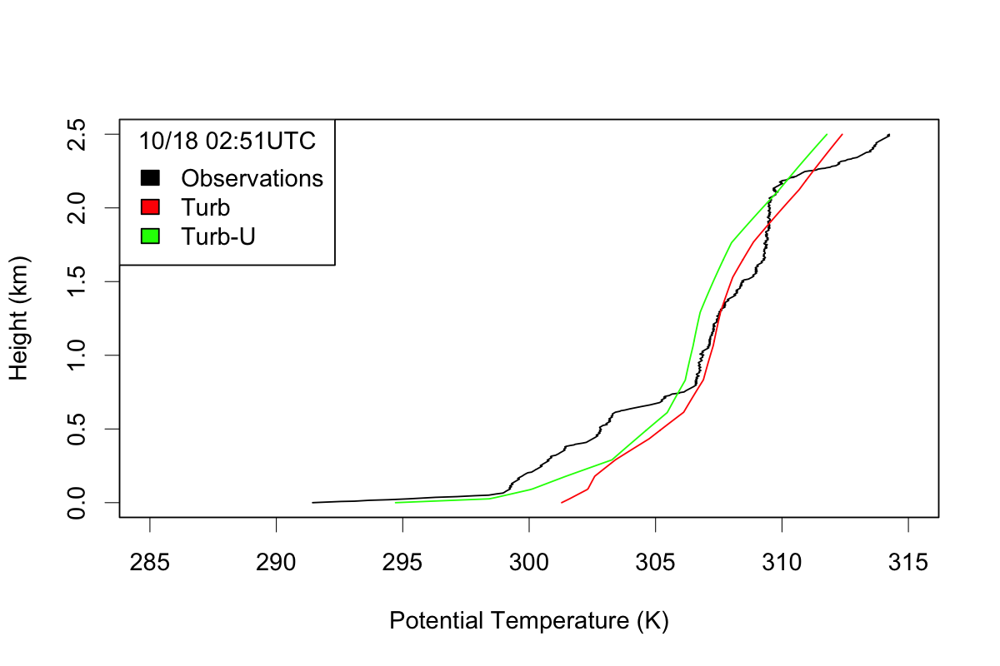 10/18 02:51UTC
Observations
Turb
Turb-U
Height (km)
2.5
2.0
1.5
1.0
0.5
0.0
285 290 295 300 305 310 315
Potential Temperature (K)